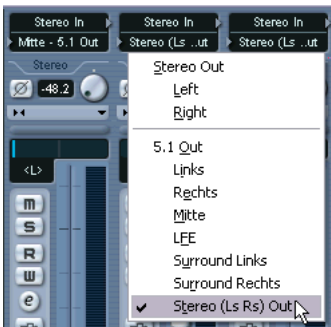 Stereo In Stereo In Stereo In
Mitte - 5.1 Out Stereo (Ls ..ut Stereo (Ls ..ut
Stereo
-48.2
<L>
m
S
R
W
e
Stereo Out
Left
Right
5.1 Out
Links
Rechts
Mitte
LFE
Surround Links
Surround Rechts
Stereo (Ls Rs) Out